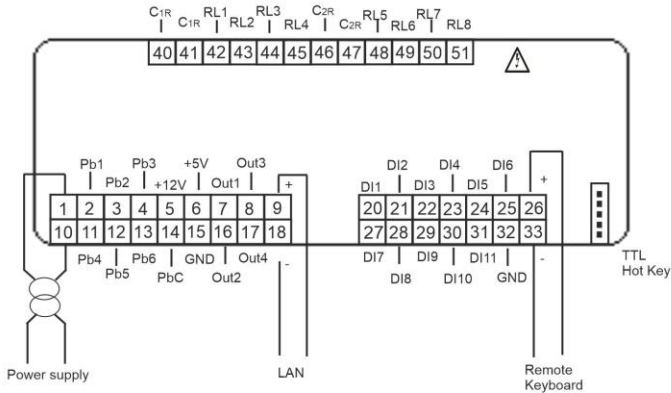 C1R C1R RL1 RL2 RL3 RL4 C2R C2R RL5 RL6 RL7 RL8
40 41 42 43 44 45 46 47 48 49 50 51
Pb1 Pb2 Pb3 +12V +5V Out1 Out3 +
DI1 DI2 DI3 DI4 DI5 DI6 +
1 2 3 4 5 6 7 8 9
20 21 22 23 24 25 26
10 11 12 13 14 15 16 17 18
27 28 29 30 31 32 33
Pb4 Pb5 Pb6 PbC GND Out2 Out4 -
DI7 DI8 DI9 DI10 DI11 GND -
TTL
Hot Key
Power supply
LAN
Remote
Keyboard